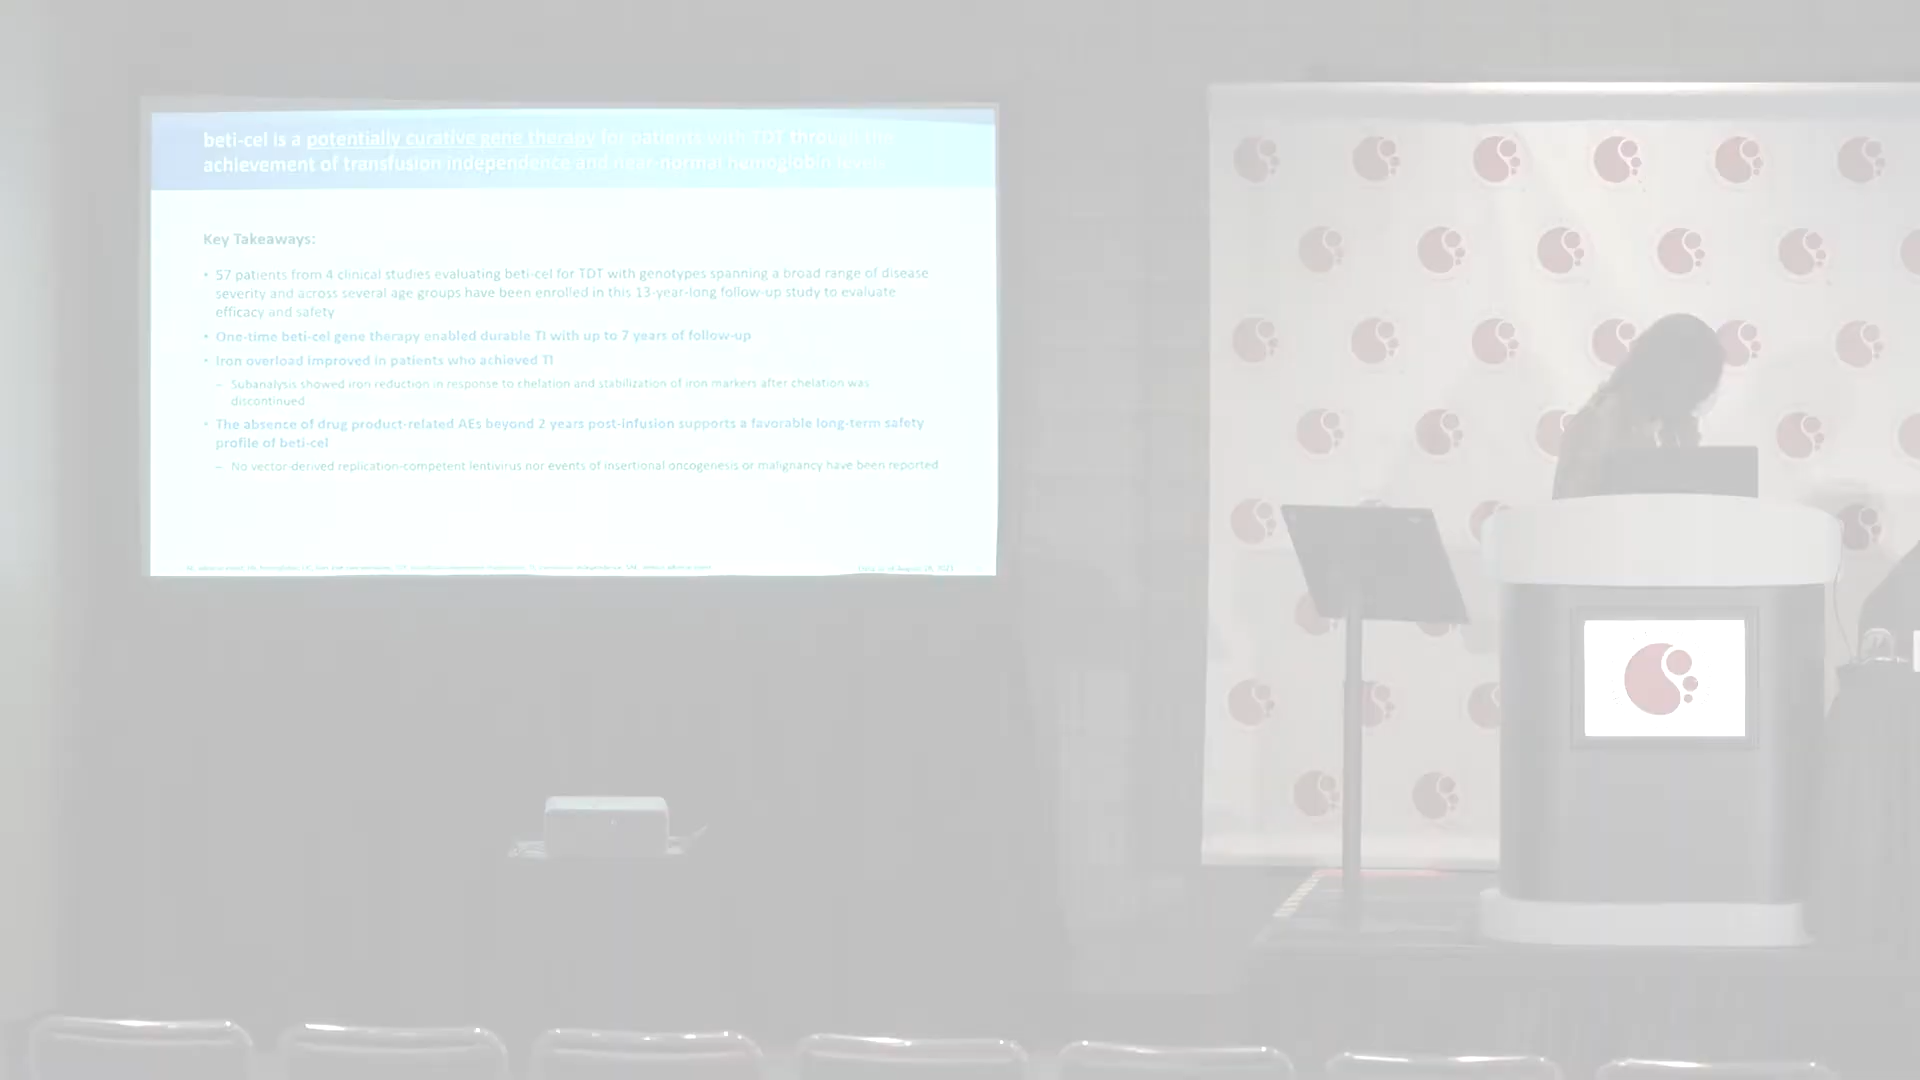 beti-cel is a potentially curative gene therapy for patients with TDT through the
achievement of transfusion independence and near-normal hemoglobin levels
Key Takeaways:
• 57 patients from 4 clinical studies evaluating beti-cel for TDT with genotypes spanning a broad range of disease
severity and across several age groups have been enrolled in this 13-year-long follow-up study to evaluate
efficacy and safety
• One-time beti-cel gene therapy enabled durable TI with up to 7 years of follow-up
• Iron overload improved in patients who achieved TI
– Subanalysis showed iron reduction in response to chelation and stabilization of iron markers after chelation was
discontinued
• The absence of drug product-related AEs beyond 2 years post-infusion supports a favorable long-term safety
profile of beti-cel
– No vector-derived replication-competent lentivirus nor events of insertional oncogenesis or malignancy have been reported